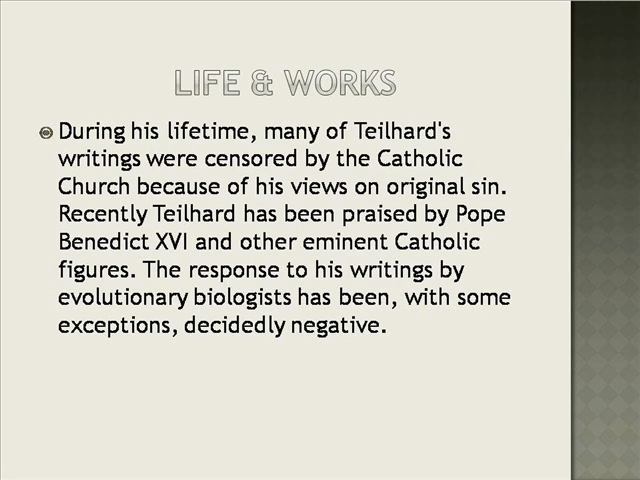 LIFE & WORKS
During his lifetime, many of Teilhard's
writings were censored by the Catholic
Church because of his views on original sin.
Recently Teilhard has been praised by Pope
Benedict XVI and other eminent Catholic
figures. The response to his writings by
evolutionary biologists has been, with some
exceptions, decidedly negative.